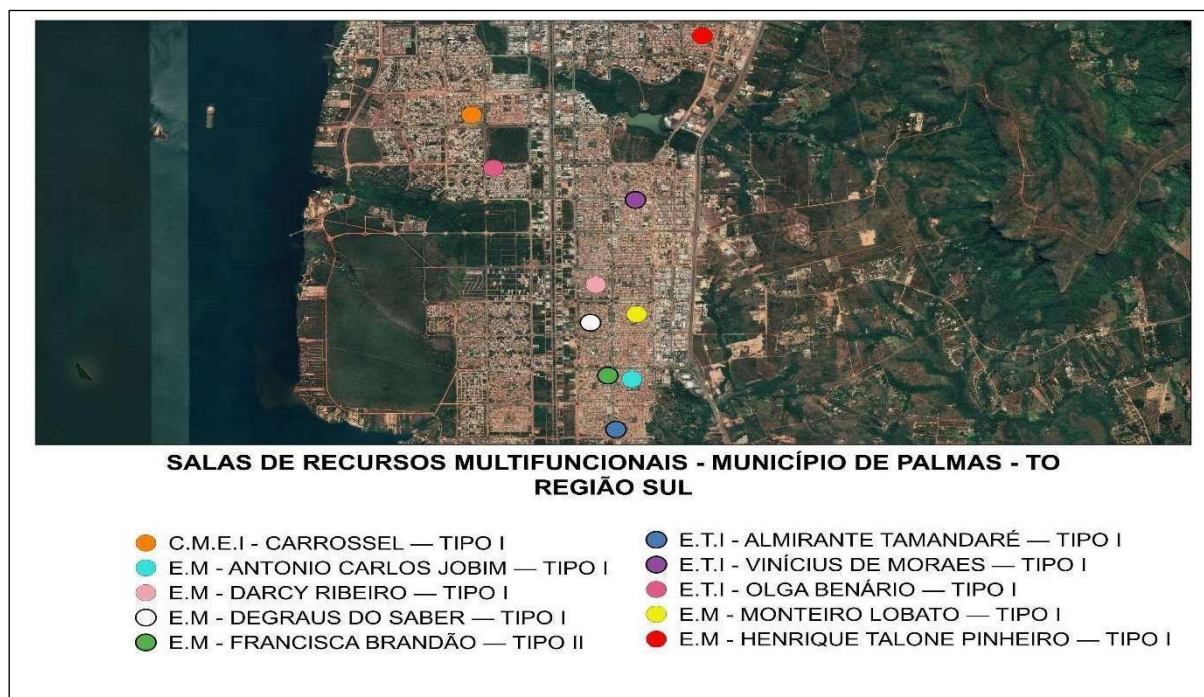 SALAS DE RECURSOS MULTIFUNCIONAIS - MUNICÍPIO DE PALMAS - TO
REGIÃO SUL
C.M.E.I - CARROSSEL — TIPO I
E.M - ANTONIO CARLOS JOBIM — TIPO I
E.M - DARCY RIBEIRO — TIPO I
E.M - DEGRAUS DO SABER — TIPO I
E.M - FRANCISCA BRANDÃO — TIPO II
E.T.I - ALMIRANTE TAMANDARÉ — TIPO I
E.T.I - VINÍCIUS DE MORAES — TIPO I
E.T.I - OLGA BENÁRIO — TIPO I
E.M - MONTEIRO LOBATO — TIPO I
E.M - HENRIQUE TALONE PINHEIRO — TIPO I